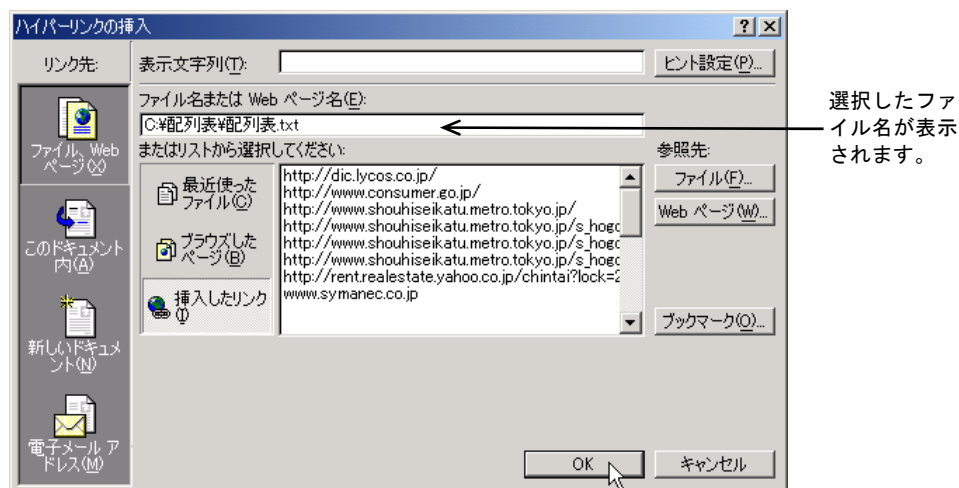 ハイパーリンクの挿入
リンク先:
表示文字列(T):
ヒント設定(P)...
ファイル、Web
ページ(X)
ファイル名または Web ページ名(E):
C:¥配列表¥配列表.txt
選択したファ
イル名が表示
されます。
またはリストから選択してください:
参照先:
最近使った
ファイル(C)
ブラウズした
ページ(B)
挿入したリンク
(I)
http://dic.lycos.co.jp/
http://www.consumer.go.jp/
http://www.shouhiseikatu.metro.tokyo.jp/
http://www.shouhiseikatu.metro.tokyo.jp/s_hogo
http://www.shouhiseikatu.metro.tokyo.jp/s_hogo
http://www.shouhiseikatu.metro.tokyo.jp/s_hogo
http://rent.realestate.yahoo.co.jp/chintai?lock=2
www.symanec.co.jp
ファイル(F)...
Web ページ(W)...
ブックマーク(O)...
このドキュメント
内(A)
新しいドキュメ
ント(N)
電子メール ア
ドレス(M)
OK
キャンセル